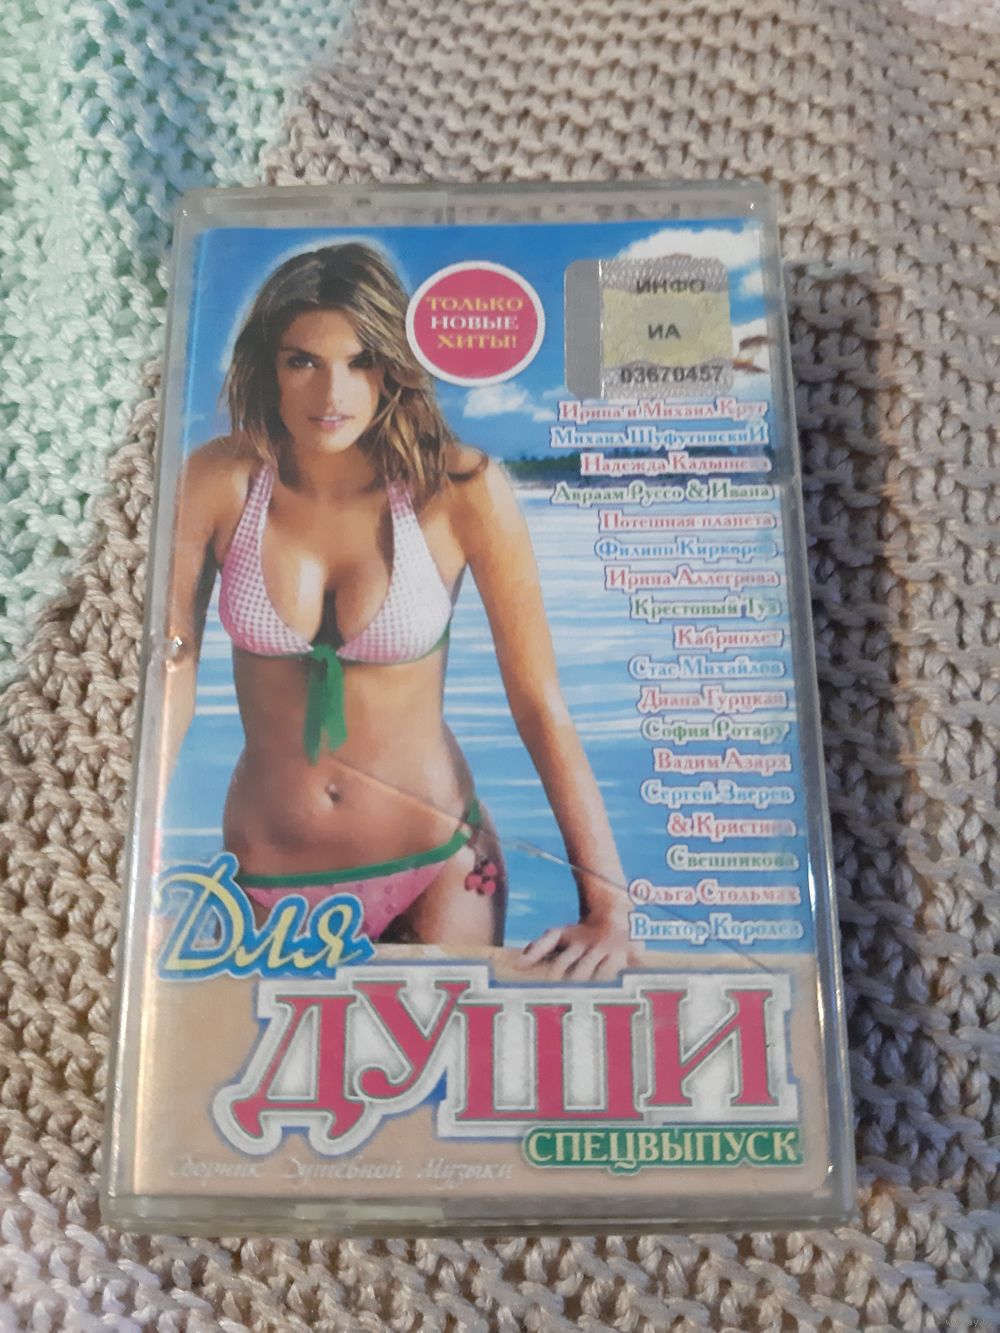 ТОЛЬКО
НОВЫЕ
ХИТЫ!
ИНФО
ИА
03670457
Ирина и Михаил Круг
Михаил ШуфутинскиЙ
Надежда Кадышева
Авраам Руссо & Ивана
Потешная планета
Филипп Киркоров
Ирина Аллегрова
Крестовый Туз
Кабриолет
Стас Михайлов
Диана Гурцкая
София Ротару
Вадим Азарх
Сергей Зверев
& Кристина
Свешникова
Ольга Стольмах
Виктор Королев
Для
ДУШИ
СПЕЦВЫПУСК
Сборник Душевной Музыки